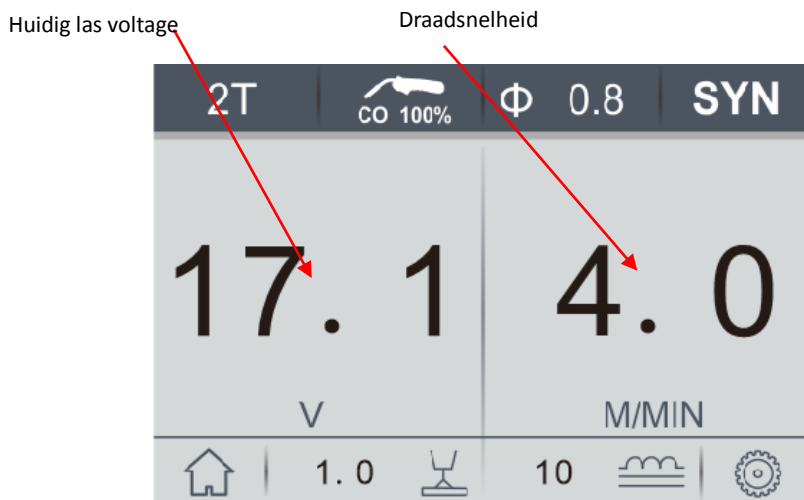 Huidig las voltage
Draadsnelheid
2T CO 100% Φ 0.8 SYN
17. 1 4. 0
V M/MIN
1. 0 10